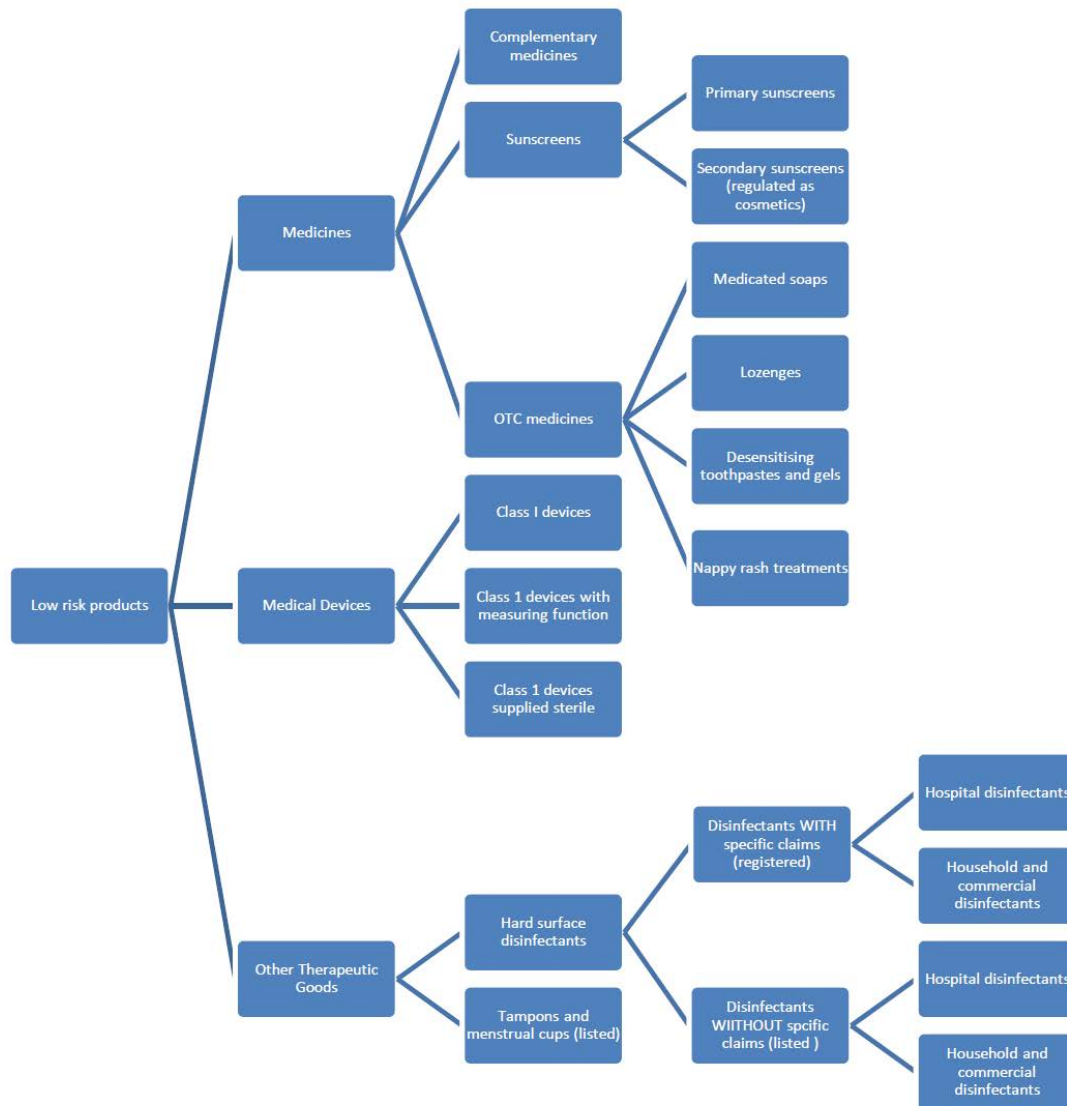 Complementary
medicines
Primary sunscreens
Sunscreens
Secondary sunscreens
(regulated as
cosmetics)
Medicines
Medicated soaps
Lozenges
OTC medicines
Desensitising
toothpastes and gels
Class I devices
Nappy rash treatments
Low risk products
Medical Devices
Class 1 devices with
measuring function
Class 1 devices
supplied sterile
Hospital disinfectants
Disinfectants WITH
specific claims
(registered)
Household and
commercial
disinfectants
Hard surface
disinfectants
Other Therapeutic
Goods
Hospital disinfectants
Tampons and
menstrual cups (listed)
Disinfectants
WIITHOUT spcific
claims (listed )
Household and
commercial
disinfectants